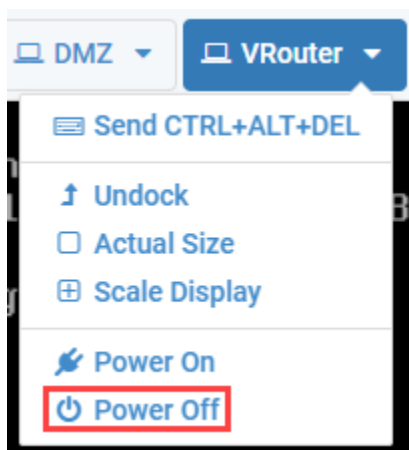 DMZ VRouter
Send CTRL+ALT+DEL
Undock
Actual Size
Scale Display
Power On
Power Off